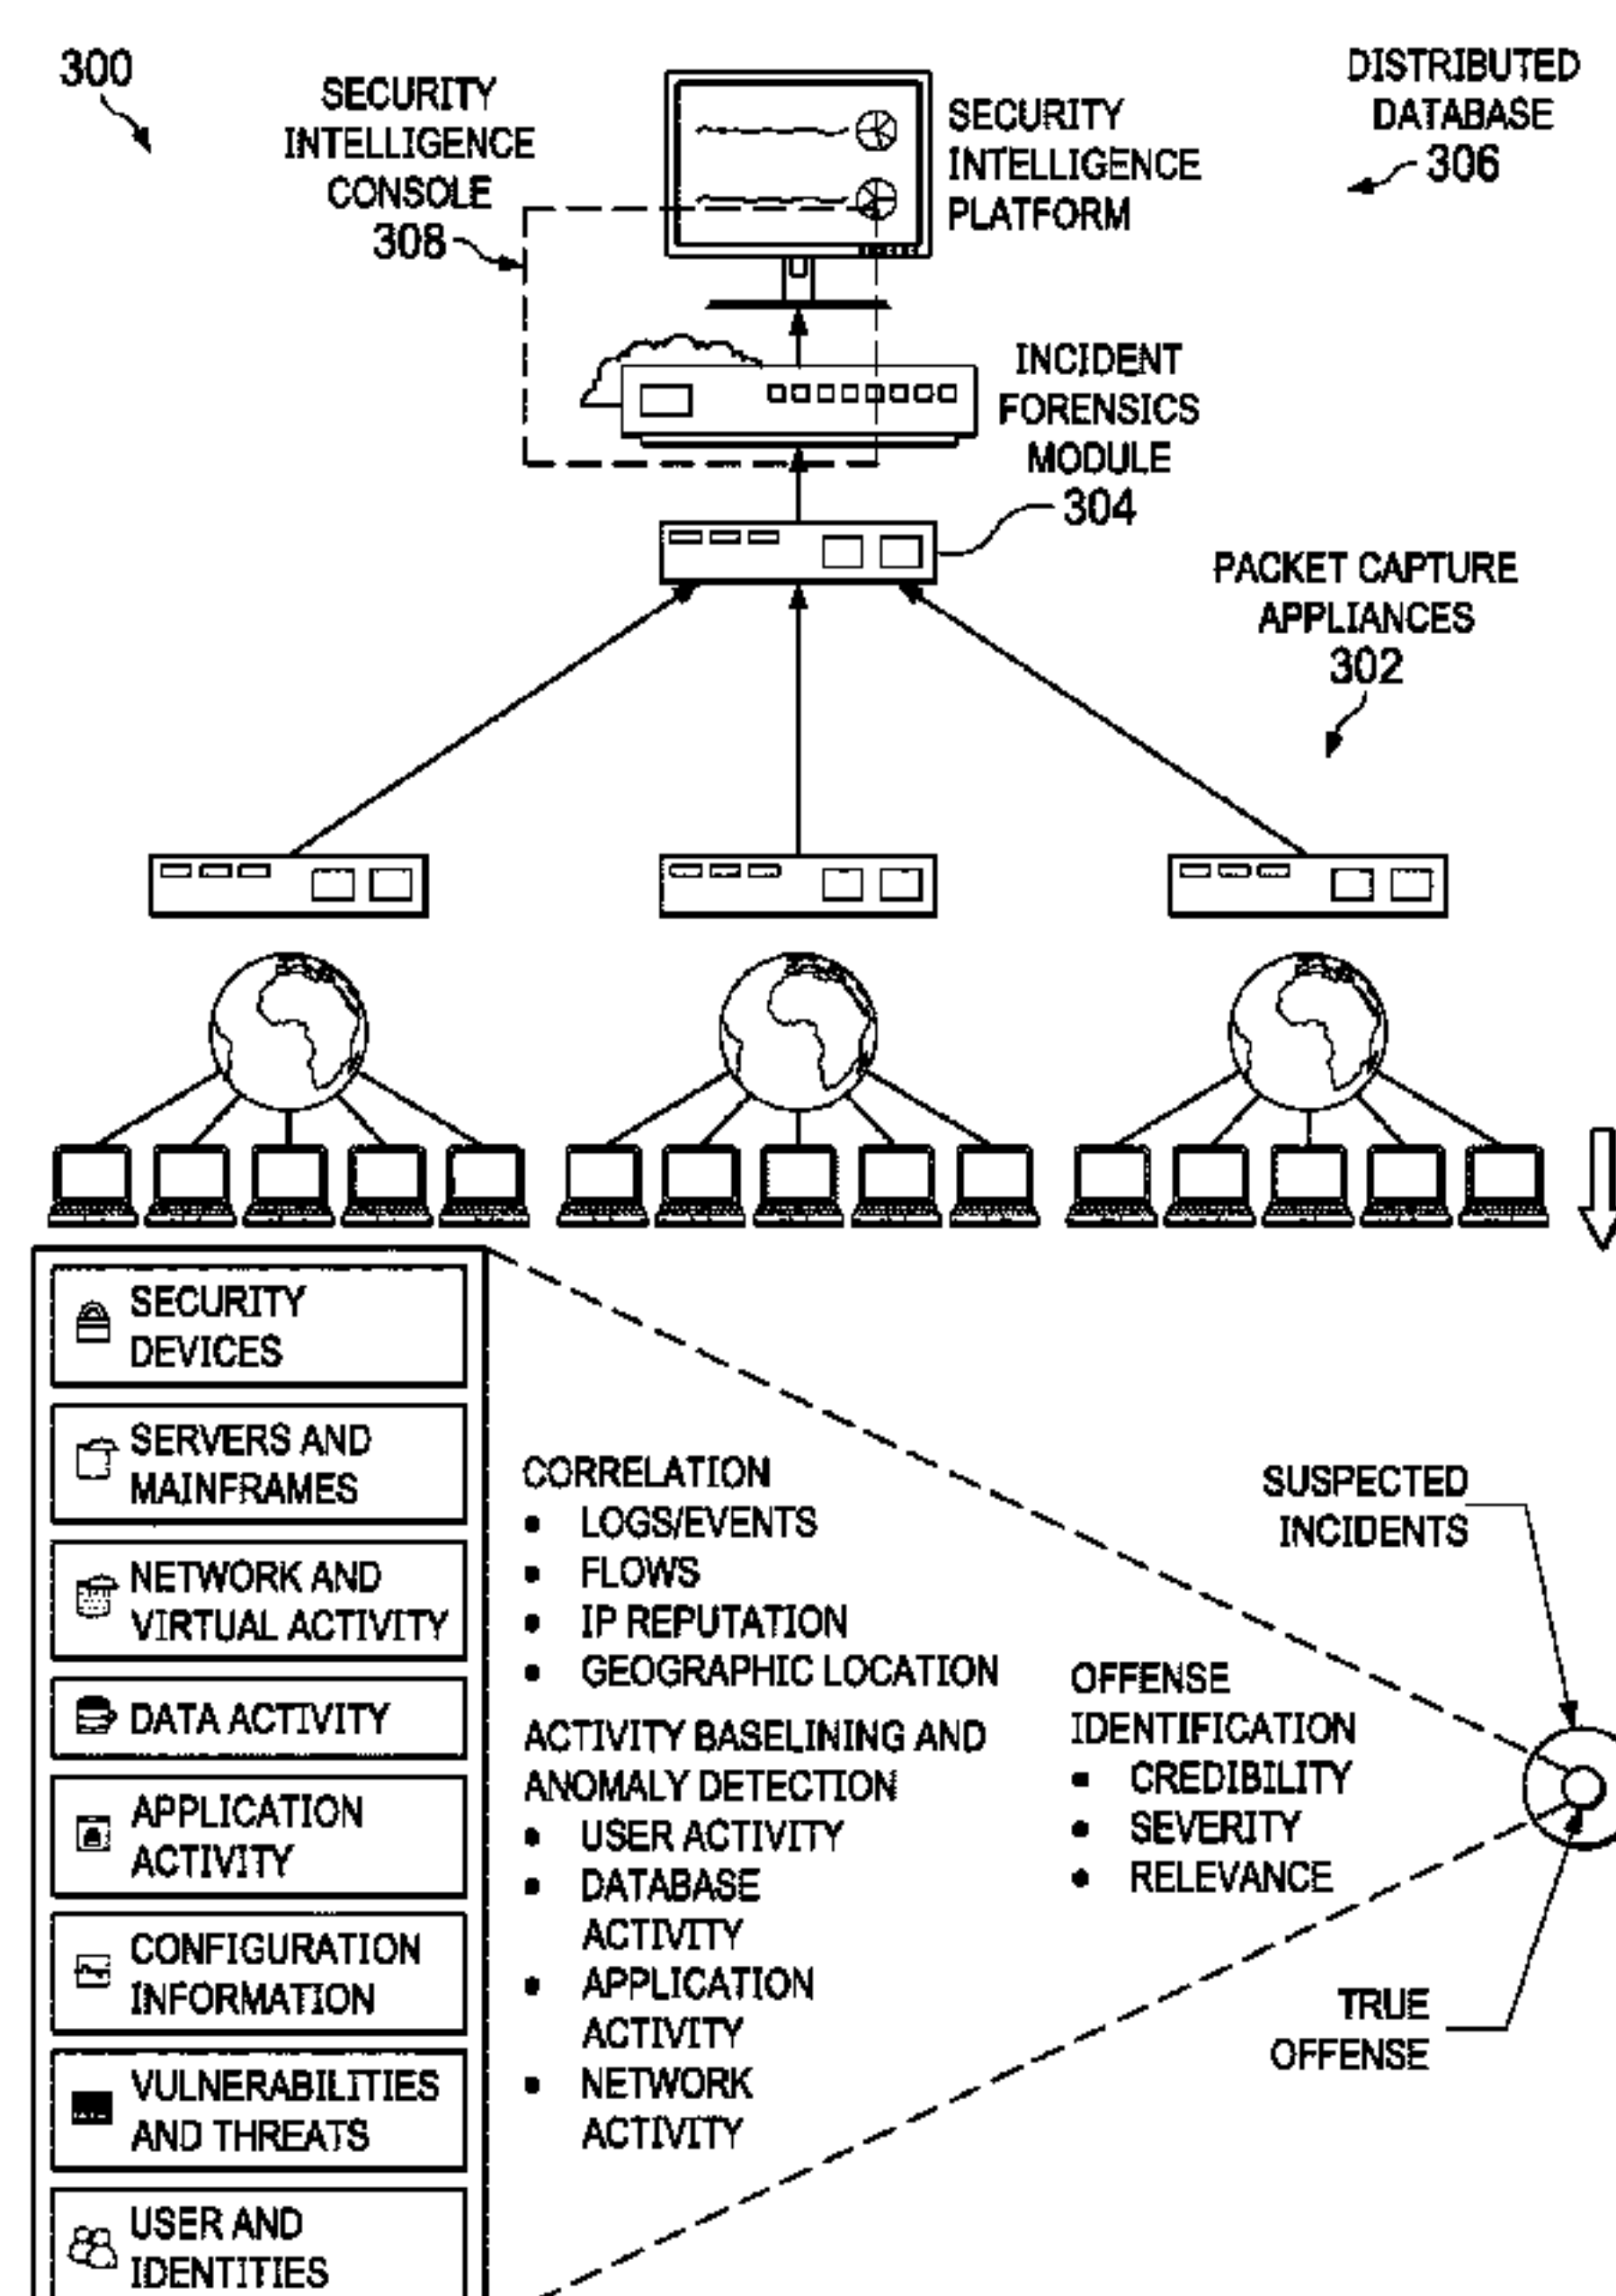 300
SECURITY
INTELLIGENCE
CONSOLE
308
SECURITY
INTELLIGENCE
PLATFORM
DISTRIBUTED
DATABASE
306
INCIDENT
FORENSICS
MODULE
304
PACKET CAPTURE
APPLIANCES
302
SECURITY
DEVICES
SERVERS AND
MAINFRAMES
NETWORK AND
VIRTUAL ACTIVITY
DATA ACTIVITY
APPLICATION
ACTIVITY
CONFIGURATION
INFORMATION
VULNERABILITIES
AND THREATS
USER AND
IDENTITIES
CORRELATION
• LOGS/EVENTS
• FLOWS
• IP REPUTATION
• GEOGRAPHIC LOCATION
ACTIVITY BASELINING AND
ANOMALY DETECTION
• USER ACTIVITY
• DATABASE
ACTIVITY
• APPLICATION
ACTIVITY
• NETWORK
ACTIVITY
OFFENSE
IDENTIFICATION
• CREDIBILITY
• SEVERITY
• RELEVANCE
SUSPECTED
INCIDENTS
TRUE
OFFENSE